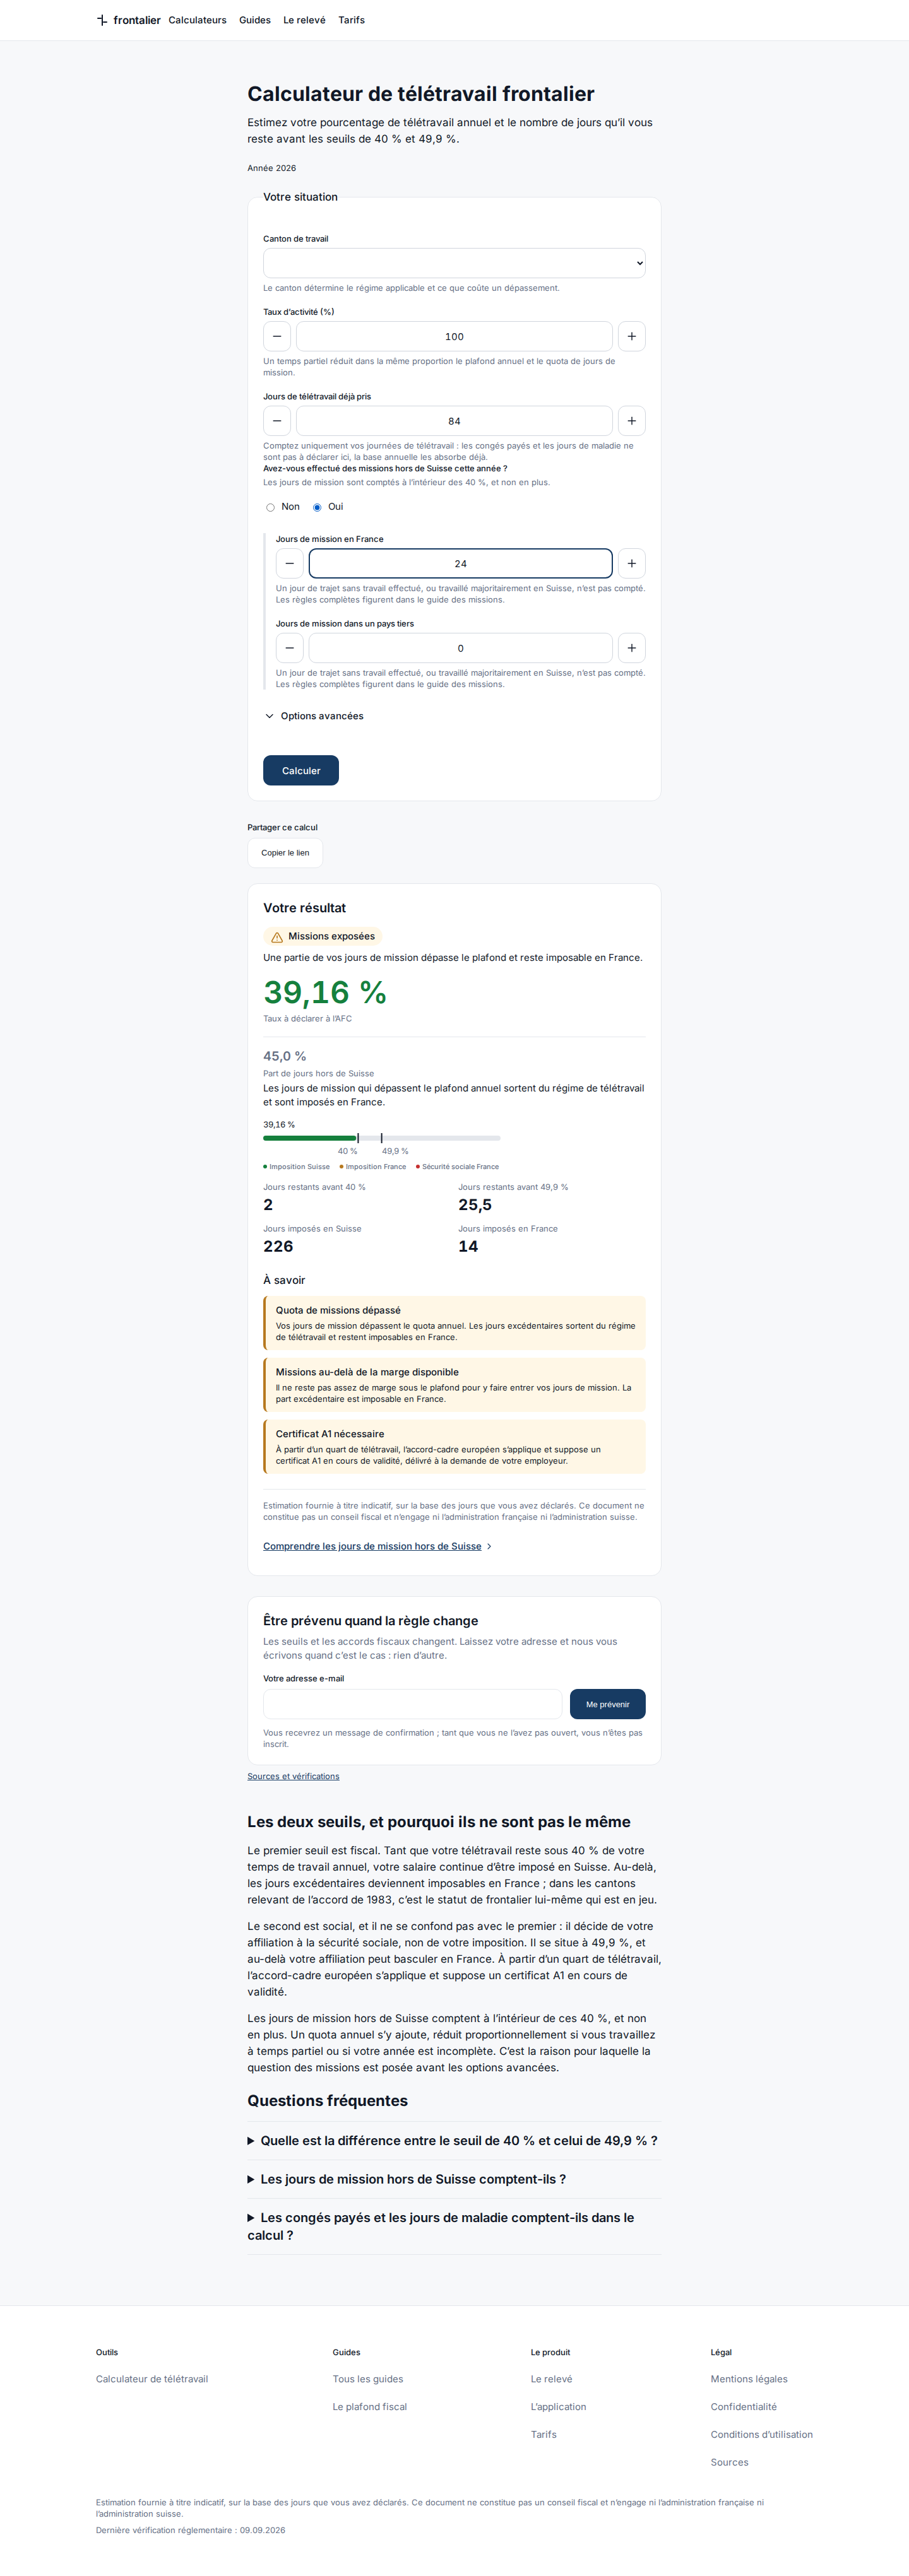 frontalier Calculateurs Guides Le relevé Tarifs
Calculateur de télétravail frontalier
Estimez votre pourcentage de télétravail annuel et le nombre de jours qu’il vous
reste avant les seuils de 40 % et 49,9 %.
Année 2026
Votre situation
Canton de travail
Le canton détermine le régime applicable et ce que coûte un dépassement.
Taux d’activité (%)
− 100 +
Un temps partiel réduit dans la même proportion le plafond annuel et le quota de jours de
mission.
Jours de télétravail déjà pris
− 84 +
Comptez uniquement vos journées de télétravail : les congés payés et les jours de maladie ne
sont pas à déclarer ici, la base annuelle les absorbe déjà.
Avez-vous effectué des missions hors de Suisse cette année ?
Les jours de mission sont comptés à l’intérieur des 40 %, et non en plus.
Non Oui
Jours de mission en France
− 24 +
Un jour de trajet sans travail effectué, ou travaillé majoritairement en Suisse, n’est pas compté.
Les règles complètes figurent dans le guide des missions.
Jours de mission dans un pays tiers
− 0 +
Un jour de trajet sans travail effectué, ou travaillé majoritairement en Suisse, n’est pas compté.
Les règles complètes figurent dans le guide des missions.
Options avancées
Calculer
Partager ce calcul
Copier le lien
Votre résultat
Missions exposées
Une partie de vos jours de mission dépasse le plafond et reste imposable en France.
39,16 %
Taux à déclarer à l’AFC
45,0 %
Part de jours hors de Suisse
Les jours de mission qui dépassent le plafond annuel sortent du régime de télétravail
et sont imposés en France.
39,16 %
40 % 49,9 %
Imposition Suisse Imposition France Sécurité sociale France
Jours restants avant 40 % Jours restants avant 49,9 %
2 25,5
Jours imposés en Suisse Jours imposés en France
226 14
À savoir
Quota de missions dépassé
Vos jours de mission dépassent le quota annuel. Les jours excédentaires sortent du régime
de télétravail et restent imposables en France.
Missions au-delà de la marge disponible
Il ne reste pas assez de marge sous le plafond pour y faire entrer vos jours de mission. La
part excédentaire est imposable en France.
Certificat A1 nécessaire
À partir d’un quart de télétravail, l’accord-cadre européen s’applique et suppose un
certificat A1 en cours de validité, délivré à la demande de votre employeur.
Estimation fournie à titre indicatif, sur la base des jours que vous avez déclarés. Ce document ne
constitue pas un conseil fiscal et n’engage ni l’administration française ni l’administration suisse.
Comprendre les jours de mission hors de Suisse
Être prévenu quand la règle change
Les seuils et les accords fiscaux changent. Laissez votre adresse et nous vous
écrivons quand c’est le cas : rien d’autre.
Votre adresse e-mail
Me prévenir
Vous recevrez un message de confirmation ; tant que vous ne l’avez pas ouvert, vous n’êtes pas
inscrit.
Sources et vérifications
Les deux seuils, et pourquoi ils ne sont pas le même
Le premier seuil est fiscal. Tant que votre télétravail reste sous 40 % de votre
temps de travail annuel, votre salaire continue d’être imposé en Suisse. Au-delà,
les jours excédentaires deviennent imposables en France ; dans les cantons
relevant de l’accord de 1983, c’est le statut de frontalier lui-même qui est en jeu.
Le second est social, et il ne se confond pas avec le premier : il décide de votre
affiliation à la sécurité sociale, non de votre imposition. Il se situe à 49,9 %, et
au-delà votre affiliation peut basculer en France. À partir d’un quart de télétravail,
l’accord-cadre européen s’applique et suppose un certificat A1 en cours de
validité.
Les jours de mission hors de Suisse comptent à l’intérieur de ces 40 %, et non
en plus. Un quota annuel s’y ajoute, réduit proportionnellement si vous travaillez
à temps partiel ou si votre année est incomplète. C’est la raison pour laquelle la
question des missions est posée avant les options avancées.
Questions fréquentes
Quelle est la différence entre le seuil de 40 % et celui de 49,9 % ?
Les jours de mission hors de Suisse comptent-ils ?
Les congés payés et les jours de maladie comptent-ils dans le
calcul ?
Outils Guides Le produit Légal
Calculateur de télétravail Tous les guides Le relevé Mentions légales
Le plafond fiscal L’application Confidentialité
Tarifs Conditions d’utilisation
Sources
Estimation fournie à titre indicatif, sur la base des jours que vous avez déclarés. Ce document ne constitue pas un conseil fiscal et n’engage ni l’administration française ni
l’administration suisse.
Dernière vérification réglementaire : 09.09.2026